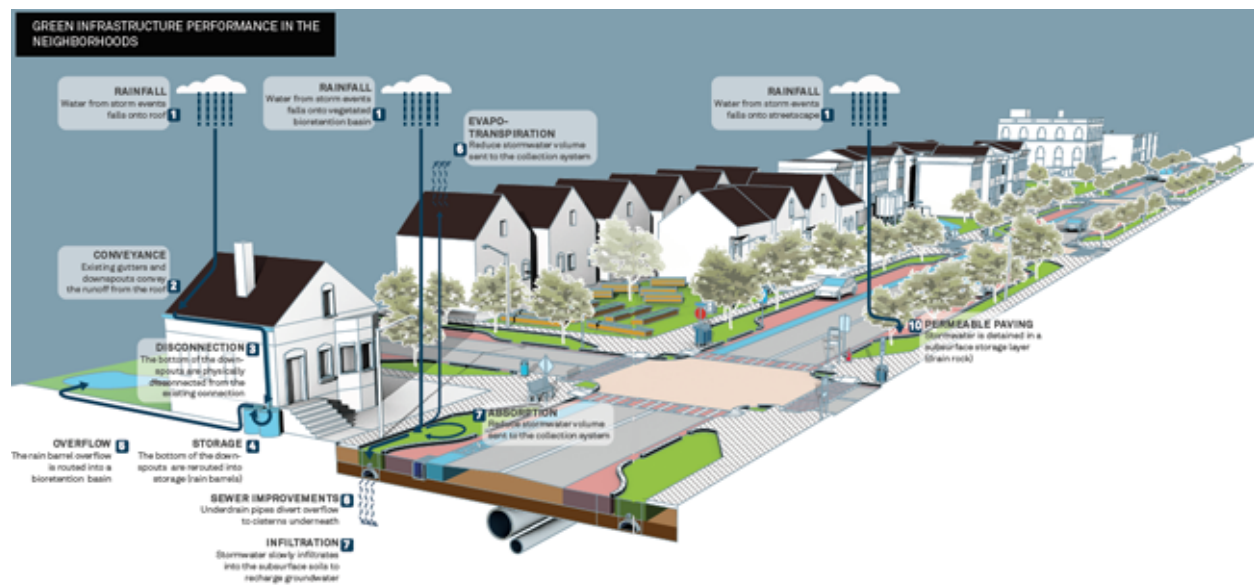 GREEN INFRASTRUCTURE PERFORMANCE IN THE
NEIGHBORHOODS
RAINFALL
Water from storm events
falls onto roof 1
RAINFALL
Water from storm events
falls onto vegetated
bioretention basin
1
EVAPO-
TRANSPIRATION
6 Reduce stormwater volume
sent to the collection system
RAINFALL
Water from storm events
falls onto streetscape
1
CONVEYANCE
Existing gutters and
downspouts convey
the runoff from the roof
2
DISCONNECTION 3
The bottom of the down-
spouts are physically
disconnected from the
existing connection
OVERFLOW 5
The rain barrel overflow
is routed into a
bioretention basin
STORAGE 4
The bottom of the down-
spouts are rerouted into
storage (rain barrels)
7 ABSORPTION
Reduce stormwater volume
sent to the collection system
10 PERMEABLE PAVING
Stormwater is detained in a
subsurface storage layer
(drain rock)
SEWER IMPROVEMENTS
Underdrain pipes divert overflow
to cisterns underneath
INFILTRATION 7
Stormwater slowly infiltrates
into the subsurface soils to
recharge groundwater